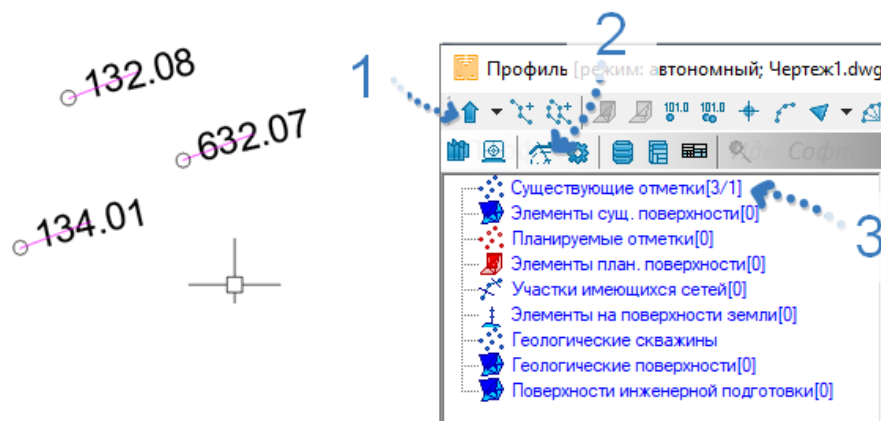 132.08
632.07
134.01
1
2
3
Профиль [режим: автономный; Чертеж1.dwg
101.0 101.0
Софт
Существующие отметки[3/1]
Элементы сущ. поверхности[0]
Планируемые отметки[0]
Элементы план. поверхности[0]
Участки имеющихся сетей[0]
Элементы на поверхности земли[0]
Геологические скважины
Геологические поверхности[0]
Поверхности инженерной подготовки[0]